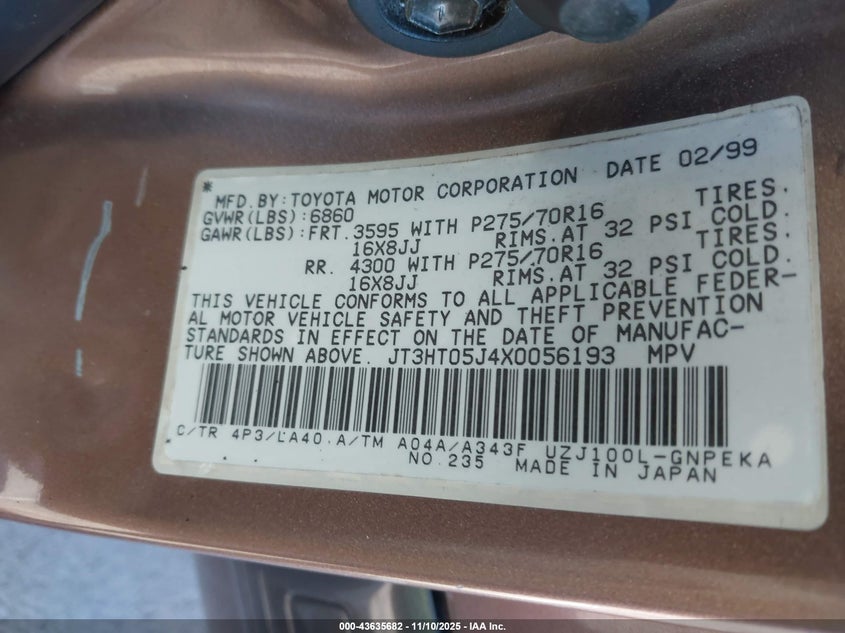 * MFD.BY:TOYOTA MOTOR CORPORATION DATE 02/99
GVWR(LBS):6860 TIRES.
GAWR(LBS):FRT.3595 WITH P275/70R16
16X8JJ RIMS.AT 32 PSI COLD.
RR. 4300 WITH P275/70R16 TIRES.
16X8JJ RIMS.AT 32 PSI COLD.
THIS VEHICLE CONFORMS TO ALL APPLICABLE FEDER-
AL MOTOR VEHICLE SAFETY AND THEFT PREVENTION
STANDARDS IN EFFECT ON THE DATE OF MANUFAC-
TURE SHOWN ABOVE. JT3HT05J4X0056193 MPV
C/TR 4P3/LA40 A/TM A04A/A343F UZJ100L-GNPEKA
NO.235 MADE IN JAPAN
000-43635682 - 11/10/2025 - IAA Inc.